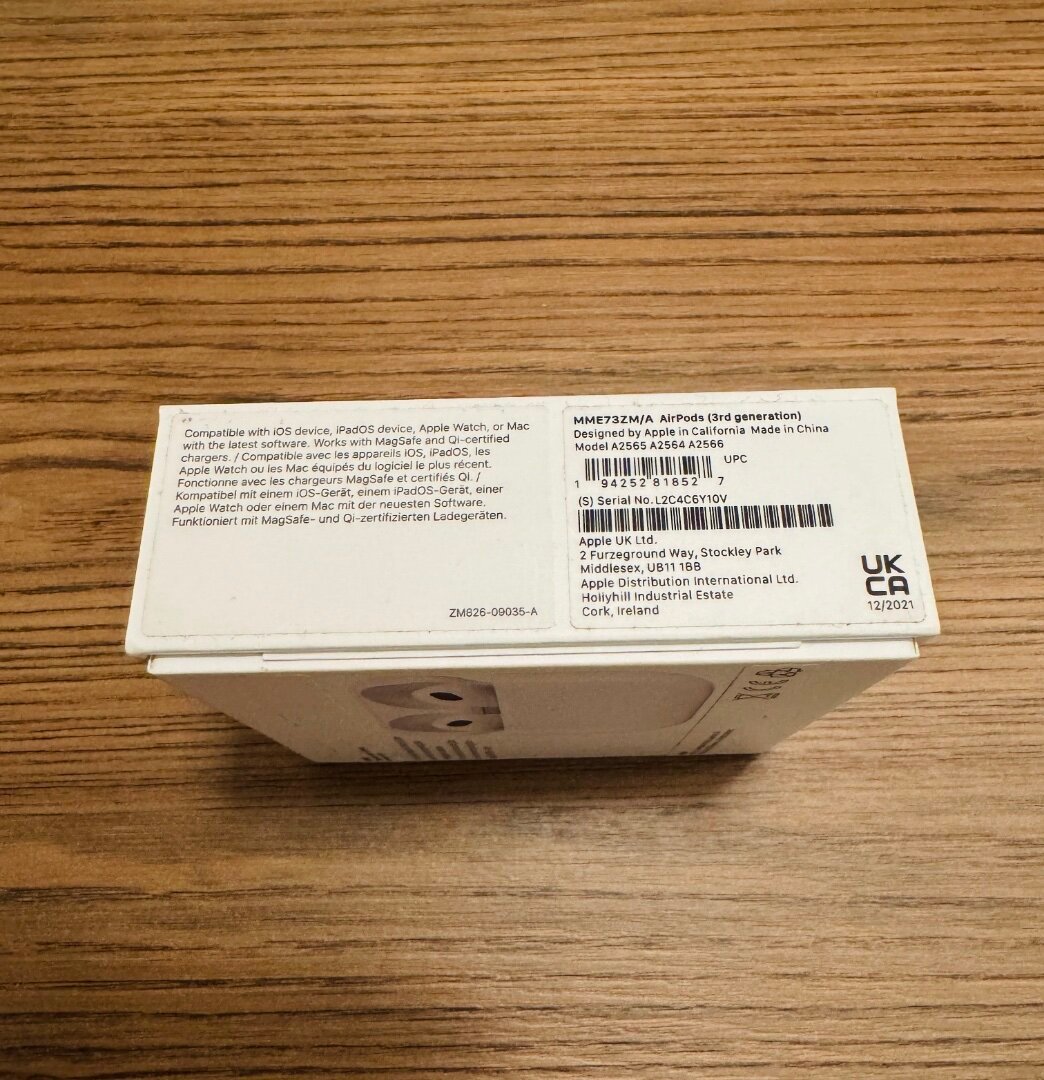 Compatible with iOS device, iPadOS device, Apple Watch, or Mac
with the latest software. Works with MagSafe and Qi-certified
chargers. / Compatible avec les appareils iOS, iPadOS, les
Apple Watch ou les Mac équipés du logiciel le plus récent.
Fonctionne avec les chargeurs MagSafe et certifiés QI. /
Kompatibel mit einem iOS-Gerät, einem iPadOS-Gerät, einer
Apple Watch oder einem Mac mit der neuesten Software.
Funktioniert mit MagSafe- und Qi-zertifizierten Ladegeräten.
ZM626-09035-A
MME73ZM/A AirPods (3rd generation)
Designed by Apple in California Made in China
Model A2565 A2564 A2566
UPC
1 94252 81852 7
(S) Serial No. L2C4C6Y10V
Apple UK Ltd.
2 Furzeground Way, Stockley Park
Middlesex, UB11 1BB
Apple Distribution International Ltd.
Hollyhill Industrial Estate
Cork, Ireland
UK
CA
12/2021